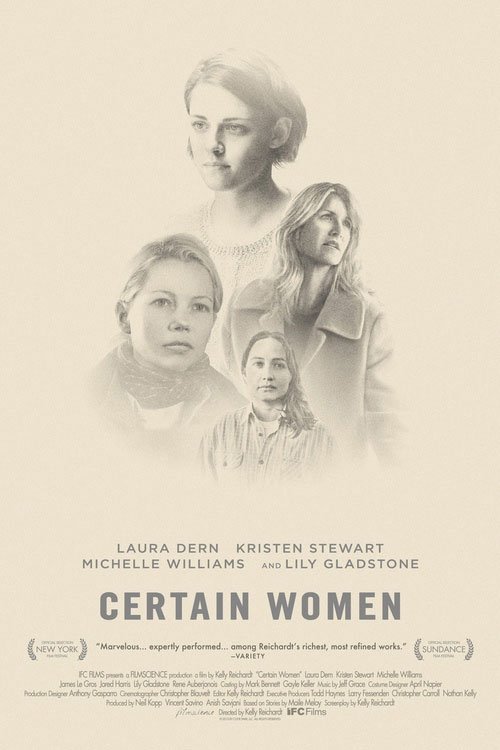 LAURA DERN KRISTEN STEWART
MICHELLE WILLIAMS AND LILY GLADSTONE
CERTAIN WOMEN
OFFICIAL SELECTION
NEW YORK
FILM FESTIVAL
"Marvelous... expertly performed... among Reichardt's richest, most refined works."
–VARIETY
OFFICIAL SELECTION
SUNDANCE
FILM FESTIVAL
IFC FILMS presents a FILMSCIENCE production a film by Kelly Reichardt "Certain Women" Laura Dern Kristen Stewart Michelle Williams
James Le Gros Jared Harris Lily Gladstone Rene Auberjonois Casting by Mark Bennett Gayle Keller Music by Jeff Grace Costume Designer April Napier
Production Designer Anthony Gasparro Cinematographer Christopher Blauvelt Editor Kelly Reichardt Executive Producers Todd Haynes Larry Fessenden Christopher Carroll Nathan Kelly
Produced by Neil Kopp Vincent Savino Anish Savjani Based on Stories by Maile Meloy Screenplay by Kelly Reichardt
filmscience Directed by Kelly Reichardt IFC Films